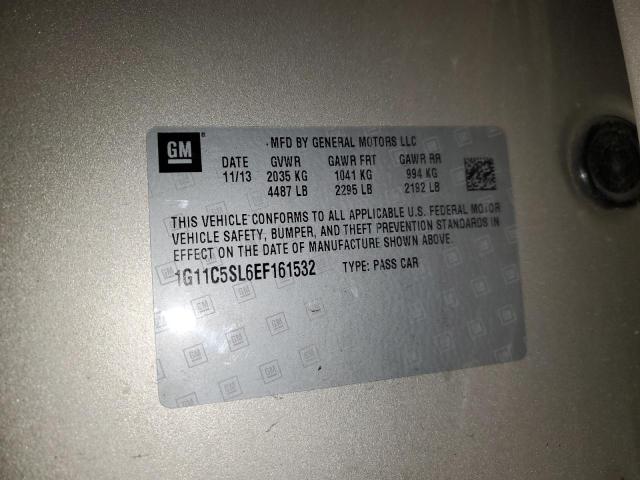 GM ® MFD BY GENERAL MOTORS LLC
DATE GVWR GAWR FRT GAWR RR
11/13 2035 KG 1041 KG 994 KG
4487 LB 2295 LB 2192 LB
THIS VEHICLE CONFORMS TO ALL APPLICABLE U.S. FEDERAL MOTOR
VEHICLE SAFETY, BUMPER, AND THEFT PREVENTION STANDARDS IN
EFFECT ON THE DATE OF MANUFACTURE SHOWN ABOVE.
1G11C5SL6EF161532 TYPE: PASS CAR